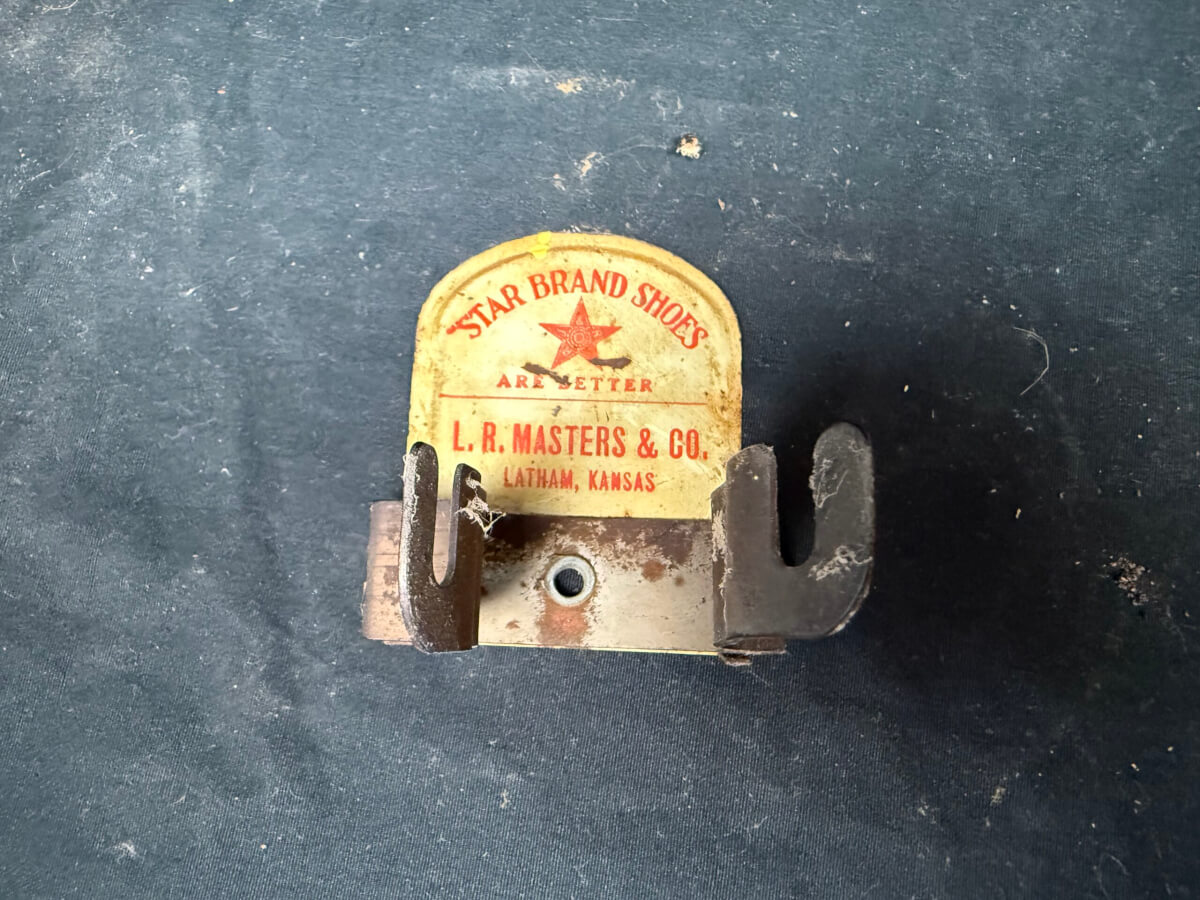 STAR BRAND SHOES
ARE BETTER
L. R. MASTERS & CO.
LATHAM, KANSAS